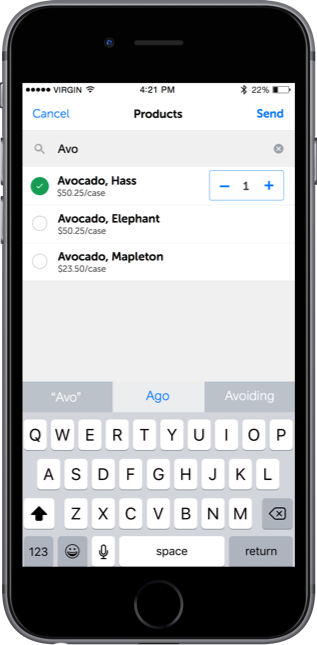 VIRGIN 4:21 PM 22%
Cancel Products Send
Avo
Avocado, Hass
$50.25/case
− 1 +
Avocado, Elephant
$50.25/case
Avocado, Mapleton
$23.50/case
“Avo” Ago Avoiding
Q W E R T Y U I O P
A S D F G H J K L
Z X C V B N M
123 space return